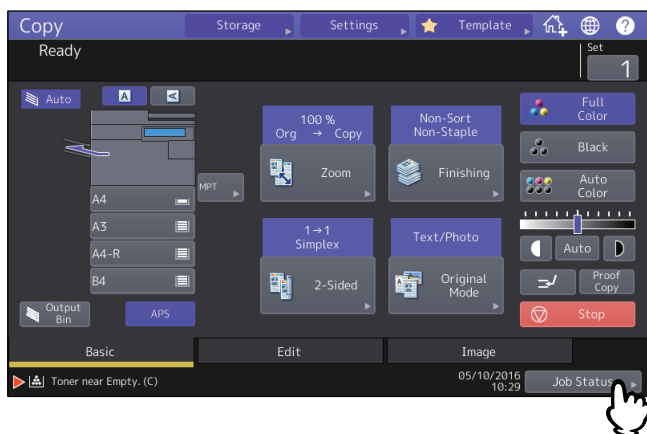 Copy
Storage
Settings
Template
?
Ready
Set
1
Auto
A
A
A4
A3
A4-R
B4
MPT
Output
Bin
APS
100 %
Org → Copy
Zoom
Non-Sort
Non-Staple
Finishing
1→1
Simplex
2-Sided
Text/Photo
Original
Mode
Full
Color
Black
Auto
Color
Auto
Proof
Copy
Stop
Basic
Edit
Image
Toner near Empty. (C)
05/10/2016
10:29
Job Status